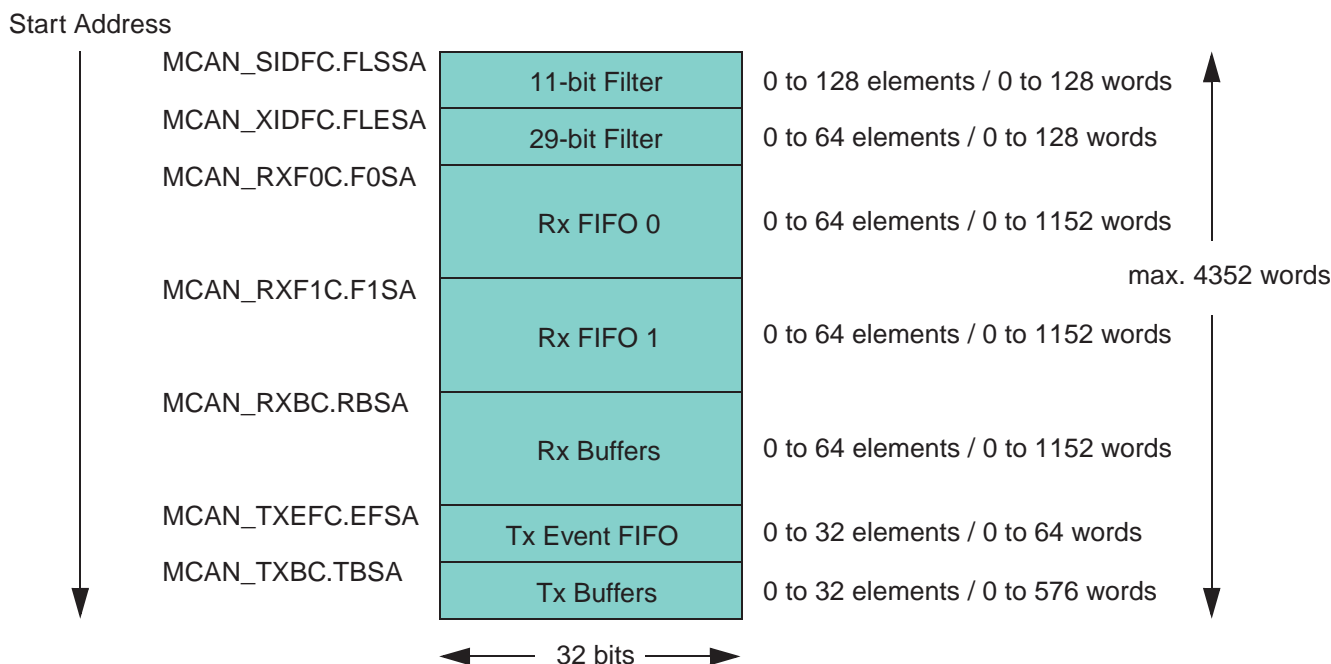 Start Address
MCAN_SIDFC.FLSSA
11-bit Filter
0 to 128 elements / 0 to 128 words
MCAN_XIDFC.FLESA
29-bit Filter
0 to 64 elements / 0 to 128 words
MCAN_RXF0C.F0SA
Rx FIFO 0
0 to 64 elements / 0 to 1152 words
max. 4352 words
MCAN_RXF1C.F1SA
Rx FIFO 1
0 to 64 elements / 0 to 1152 words
MCAN_RXBC.RBSA
Rx Buffers
0 to 64 elements / 0 to 1152 words
MCAN_TXEFC.EFSA
Tx Event FIFO
0 to 32 elements / 0 to 64 words
MCAN_TXBC.TBSA
Tx Buffers
0 to 32 elements / 0 to 576 words
32 bits